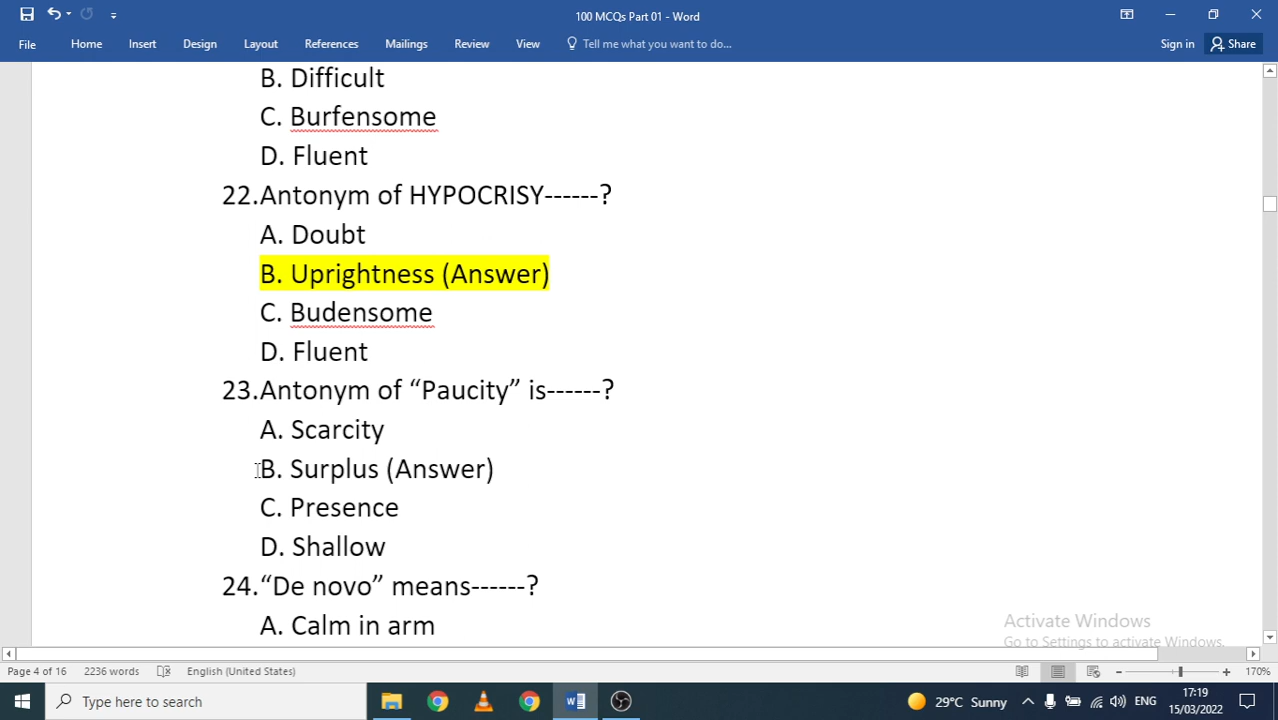 100 MCQs Part 01 - Word
File Home Insert Design Layout References Mailings Review View Tell me what you want to do... Sign in Share
B. Difficult
C. Burfensome
D. Fluent
22.Antonym of HYPOCRISY------?
A. Doubt
B. Uprightness (Answer)
C. Budensome
D. Fluent
23.Antonym of “Paucity” is------?
A. Scarcity
B. Surplus (Answer)
C. Presence
D. Shallow
24.“De novo” means------?
A. Calm in arm
Activate Windows
Go to Settings to activate Windows.
Page 4 of 16 2236 words English (United States) 170%
Type here to search 29°C Sunny ENG 17:19
15/03/2022